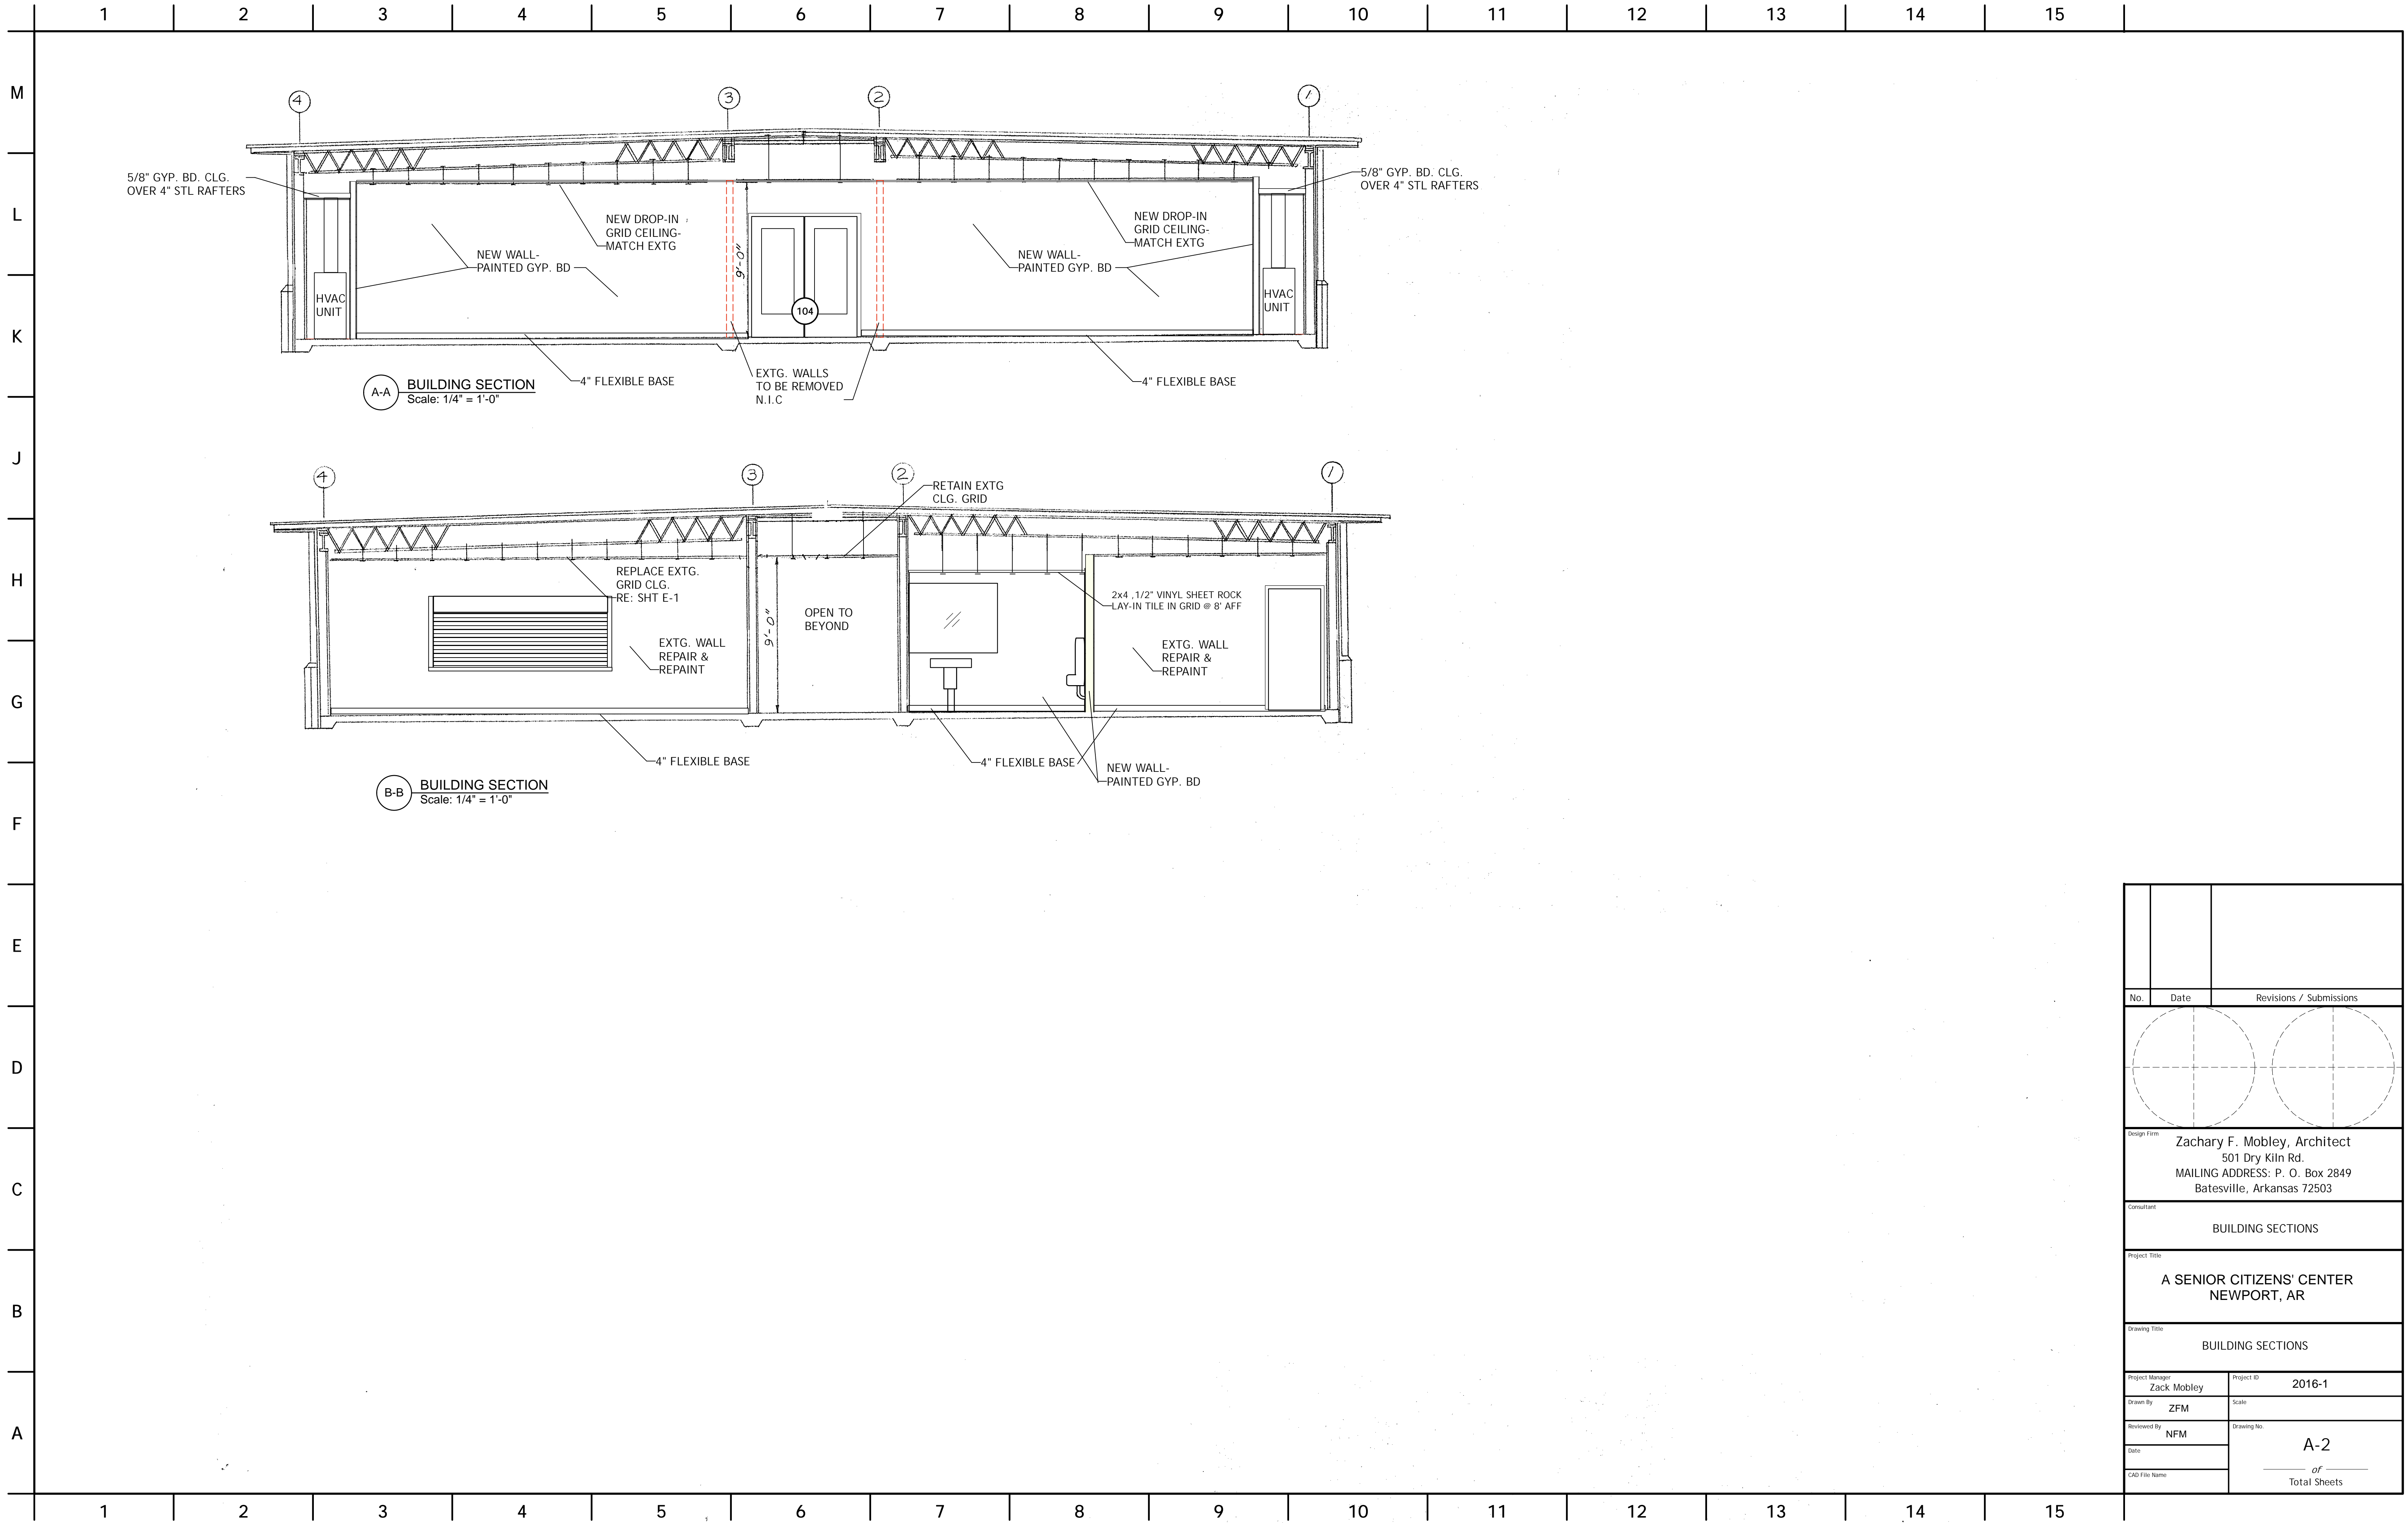 1 2 3 4 5 6 7 8 9 10 11 12 13 14 15
M
L
K
J
H
G
F
E
D
C
B
A
4
3
2
1
5/8" GYP. BD. CLG.
OVER 4" STL RAFTERS
NEW WALL-
PAINTED GYP. BD
NEW DROP-IN
GRID CEILING-
MATCH EXTG
9'-0"
104
NEW WALL-
PAINTED GYP. BD
NEW DROP-IN
GRID CEILING-
MATCH EXTG
5/8" GYP. BD. CLG.
OVER 4" STL RAFTERS
HVAC
UNIT
HVAC
UNIT
4" FLEXIBLE BASE
EXTG. WALLS
TO BE REMOVED
N.I.C
4" FLEXIBLE BASE
A-A
BUILDING SECTION
Scale: 1/4" = 1'-0"
4
3
2
1
RETAIN EXTG
CLG. GRID
REPLACE EXTG.
GRID CLG.
RE: SHT E-1
9'-0"
OPEN TO
BEYOND
2x4 ,1/2" VINYL SHEET ROCK
LAY-IN TILE IN GRID @ 8' AFF
EXTG. WALL
REPAIR &
REPAINT
EXTG. WALL
REPAIR &
REPAINT
4" FLEXIBLE BASE
4" FLEXIBLE BASE
NEW WALL-
PAINTED GYP. BD
B-B
BUILDING SECTION
Scale: 1/4" = 1'-0"
No. Date Revisions / Submissions
Design Firm
Zachary F. Mobley, Architect
501 Dry Kiln Rd.
MAILING ADDRESS: P. O. Box 2849
Batesville, Arkansas 72503
Consultant
BUILDING SECTIONS
Project Title
A SENIOR CITIZENS' CENTER
NEWPORT, AR
Drawing Title
BUILDING SECTIONS
Project Manager
Zack Mobley
Project ID
2016-1
Drawn By
ZFM
Scale
Reviewed By
NFM
Drawing No.
A-2
Date
of
CAD File Name
Total Sheets
1 2 3 4 5 6 7 8 9 10 11 12 13 14 15